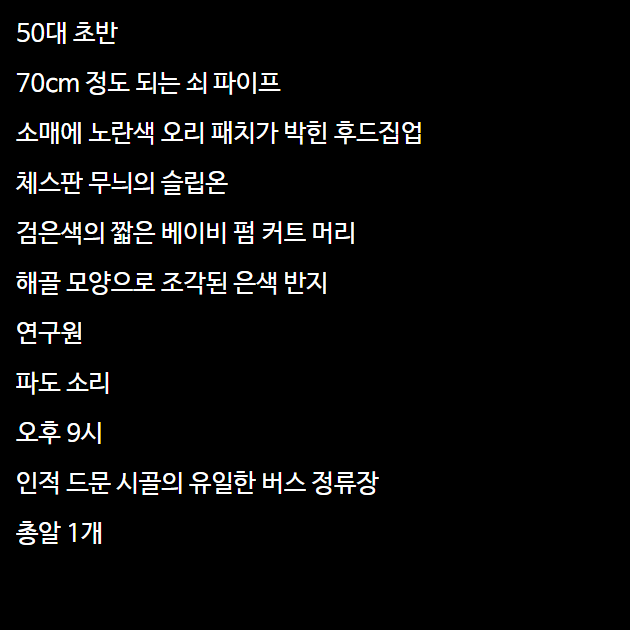 50대 초반
70cm 정도 되는 쇠 파이프
소매에 노란색 오리 패치가 박힌 후드집업
체스판 무늬의 슬립온
검은색의 짧은 베이비 펌 커트 머리
해골 모양으로 조각된 은색 반지
연구원
파도 소리
오후 9시
인적 드문 시골의 유일한 버스 정류장
총알 1개